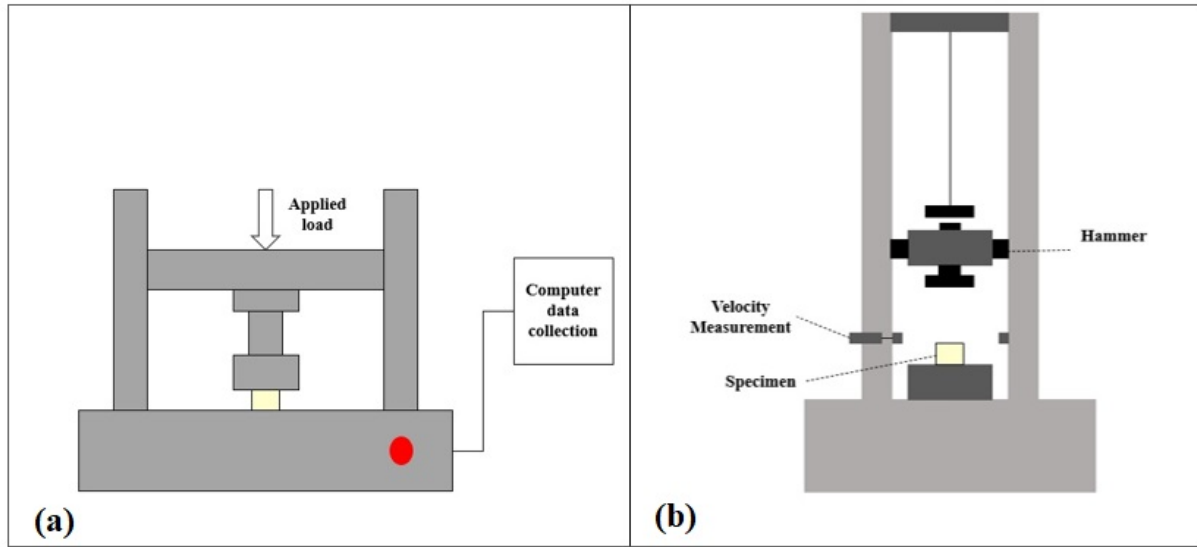 Applied
load
Computer
data
collection
(a)
Hammer
Velocity
Measurement
Specimen
(b)